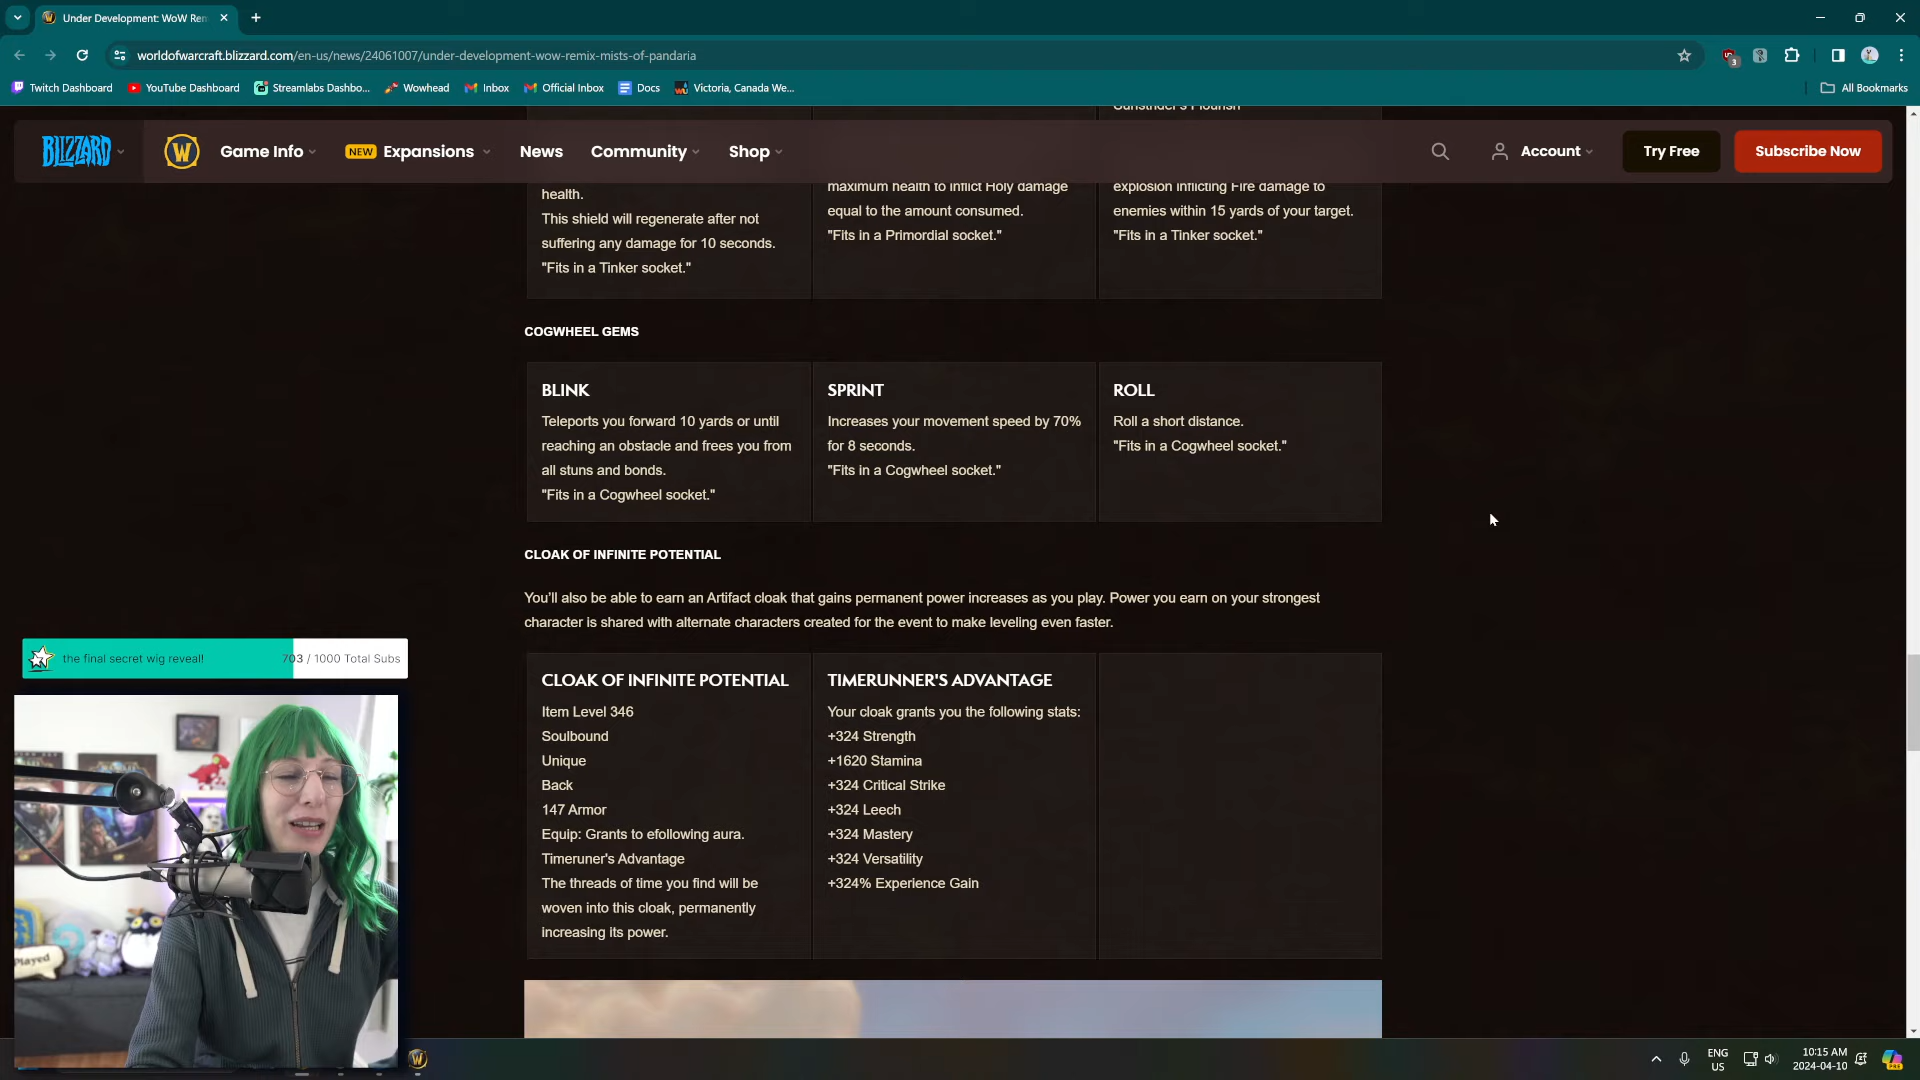 Under Development: WoW Rem
worldofwarcraft.blizzard.com/en-us/news/24061007/under-development-wow-remix-mists-of-pandaria
3
Twitch Dashboard
YouTube Dashboard
Streamlabs Dashbo...
Wowhead
Inbox
Official Inbox
Docs
Victoria, Canada We...
All Bookmarks
BLIZZARD
W
Game Info
NEW Expansions
News
Community
Shop
Account
Try Free
Subscribe Now
health.
This shield will regenerate after not
suffering any damage for 10 seconds.
"Fits in a Tinker socket."
maximum health to inflict Holy damage
equal to the amount consumed.
"Fits in a Primordial socket."
explosion inflicting Fire damage to
enemies within 15 yards of your target.
"Fits in a Tinker socket."
COGWHEEL GEMS
BLINK
Teleports you forward 10 yards or until
reaching an obstacle and frees you from
all stuns and bonds.
"Fits in a Cogwheel socket."
SPRINT
Increases your movement speed by 70%
for 8 seconds.
"Fits in a Cogwheel socket."
ROLL
Roll a short distance.
"Fits in a Cogwheel socket."
CLOAK OF INFINITE POTENTIAL
You'll also be able to earn an Artifact cloak that gains permanent power increases as you play. Power you earn on your strongest
character is shared with alternate characters created for the event to make leveling even faster.
CLOAK OF INFINITE POTENTIAL
Item Level 346
Soulbound
Unique
Back
147 Armor
Equip: Grants to efollowing aura.
Timeruner's Advantage
The threads of time you find will be
woven into this cloak, permanently
increasing its power.
TIMERUNNER'S ADVANTAGE
Your cloak grants you the following stats:
+324 Strength
+1620 Stamina
+324 Critical Strike
+324 Leech
+324 Mastery
+324 Versatility
+324% Experience Gain
the final secret wig reveal!
703 / 1000 Total Subs
Played
ENG
US
10:15 AM
2024-04-10
PRE